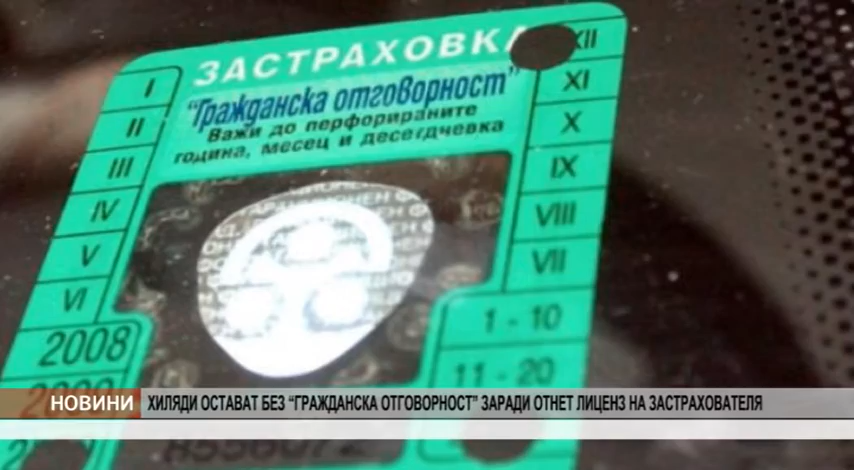 ЗАСТРАХОВКА
"Гражданска отговорност"
Важи до перфорираните
година, месец и десетдчевка
I
II
III
IV
V
VI
2008
XII
XI
X
IX
VIII
VII
1 - 10
11 - 20
НОВИНИ
ХИЛЯДИ ОСТАВАТ БЕЗ “ГРАЖДАНСКА ОТГОВОРНОСТ” ЗАРАДИ ОТНЕТ ЛИЦЕНЗ НА ЗАСТРАХОВАТЕЛЯ